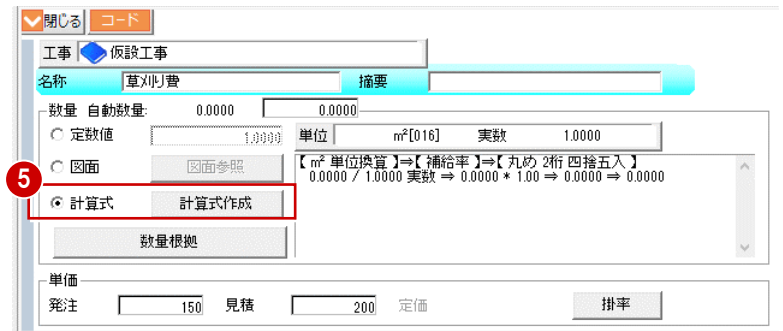 閉じる コード
工事 仮設工事
名称 草刈り費 摘要
数量 自動数量: 0.0000 0.0000
定数値 1.0000 単位 m²[016] 実数 1.0000
図面 図面参照 【 m² 単位換算 】⇒【 補給率 】⇒【 丸め 2桁 四捨五入 】
0.0000 / 1.0000 実数 ⇒ 0.0000 * 1.00 ⇒ 0.0000 ⇒ 0.0000
5 計算式 計算式作成
数量根拠
単価
発注 150 見積 200 定価 掛率